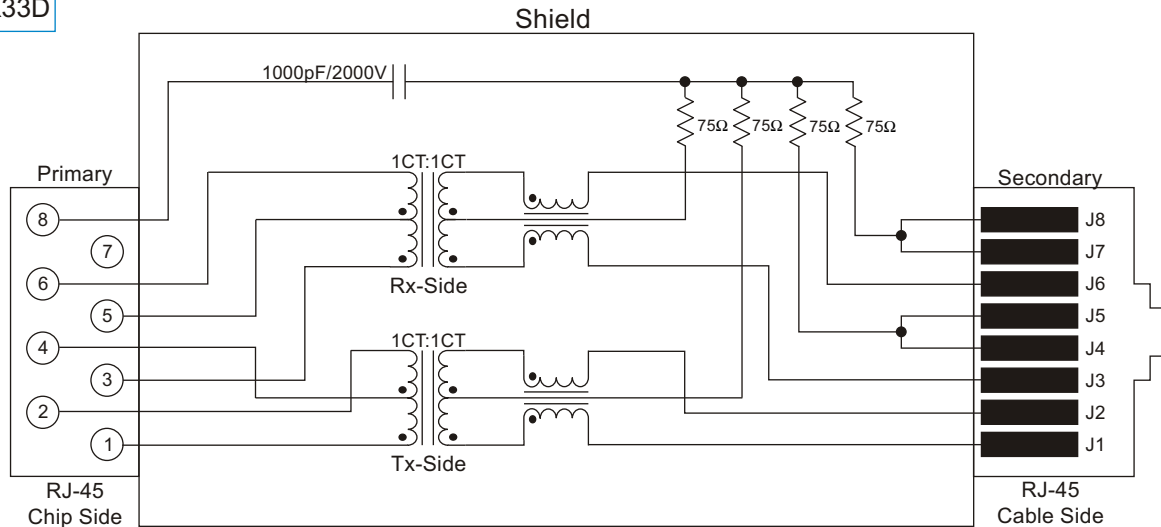 33D
Shield
1000pF/2000V
75Ω 75Ω 75Ω 75Ω
Primary
1CT:1CT
Secondary
8
7
6
5
4
3
2
1
Rx-Side
1CT:1CT
Tx-Side
J8
J7
J6
J5
J4
J3
J2
J1
RJ-45
Chip Side
RJ-45
Cable Side